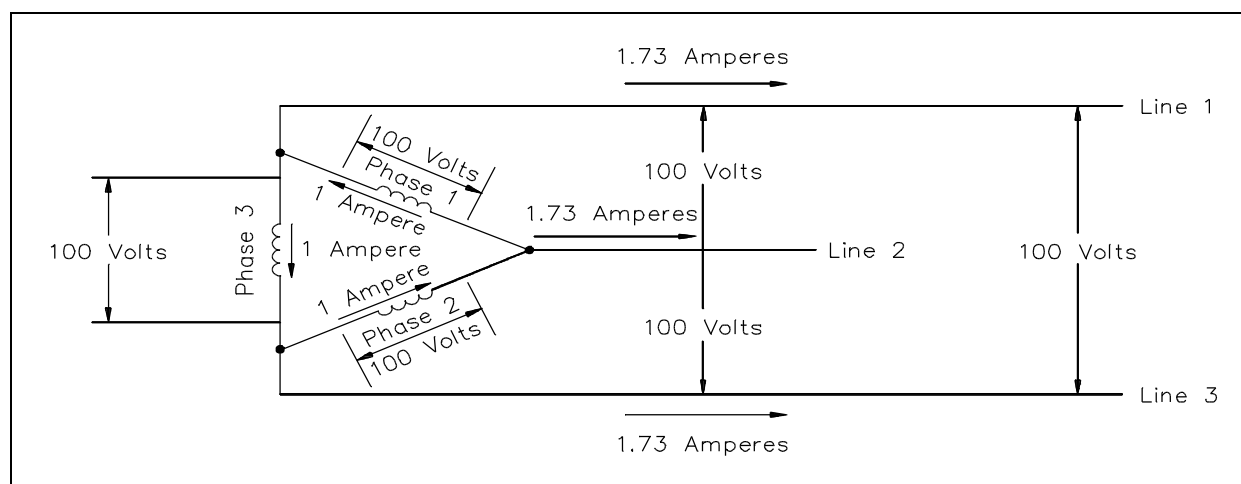 1.73 Amperes
Line 1
100 Volts
Phase 1
1 Ampere
100 Volts
1.73 Amperes
Phase 3
1 Ampere
100 Volts
Line 2
100 Volts
1 Ampere
Phase 2
100 Volts
100 Volts
Line 3
1.73 Amperes